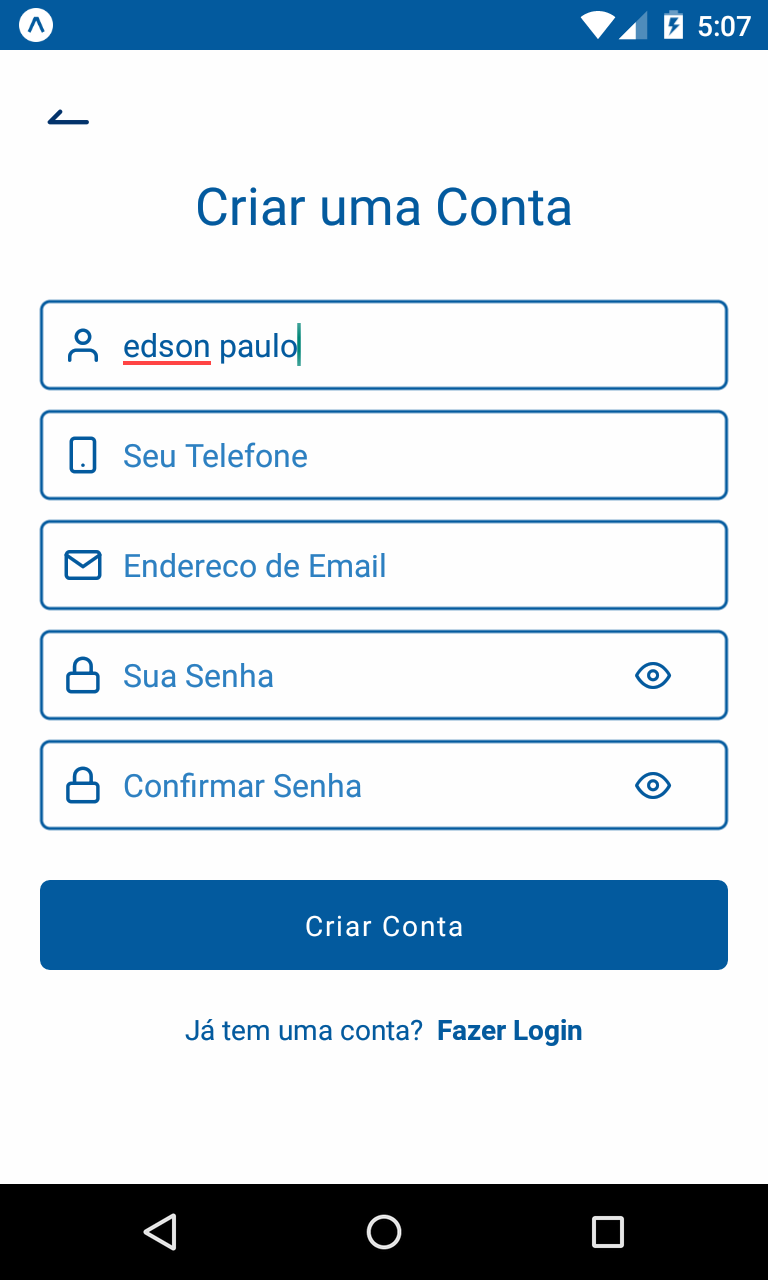 5:07
Criar uma Conta
edson paulo
Seu Telefone
Endereco de Email
Sua Senha
Confirmar Senha
Criar Conta
Já tem uma conta? Fazer Login